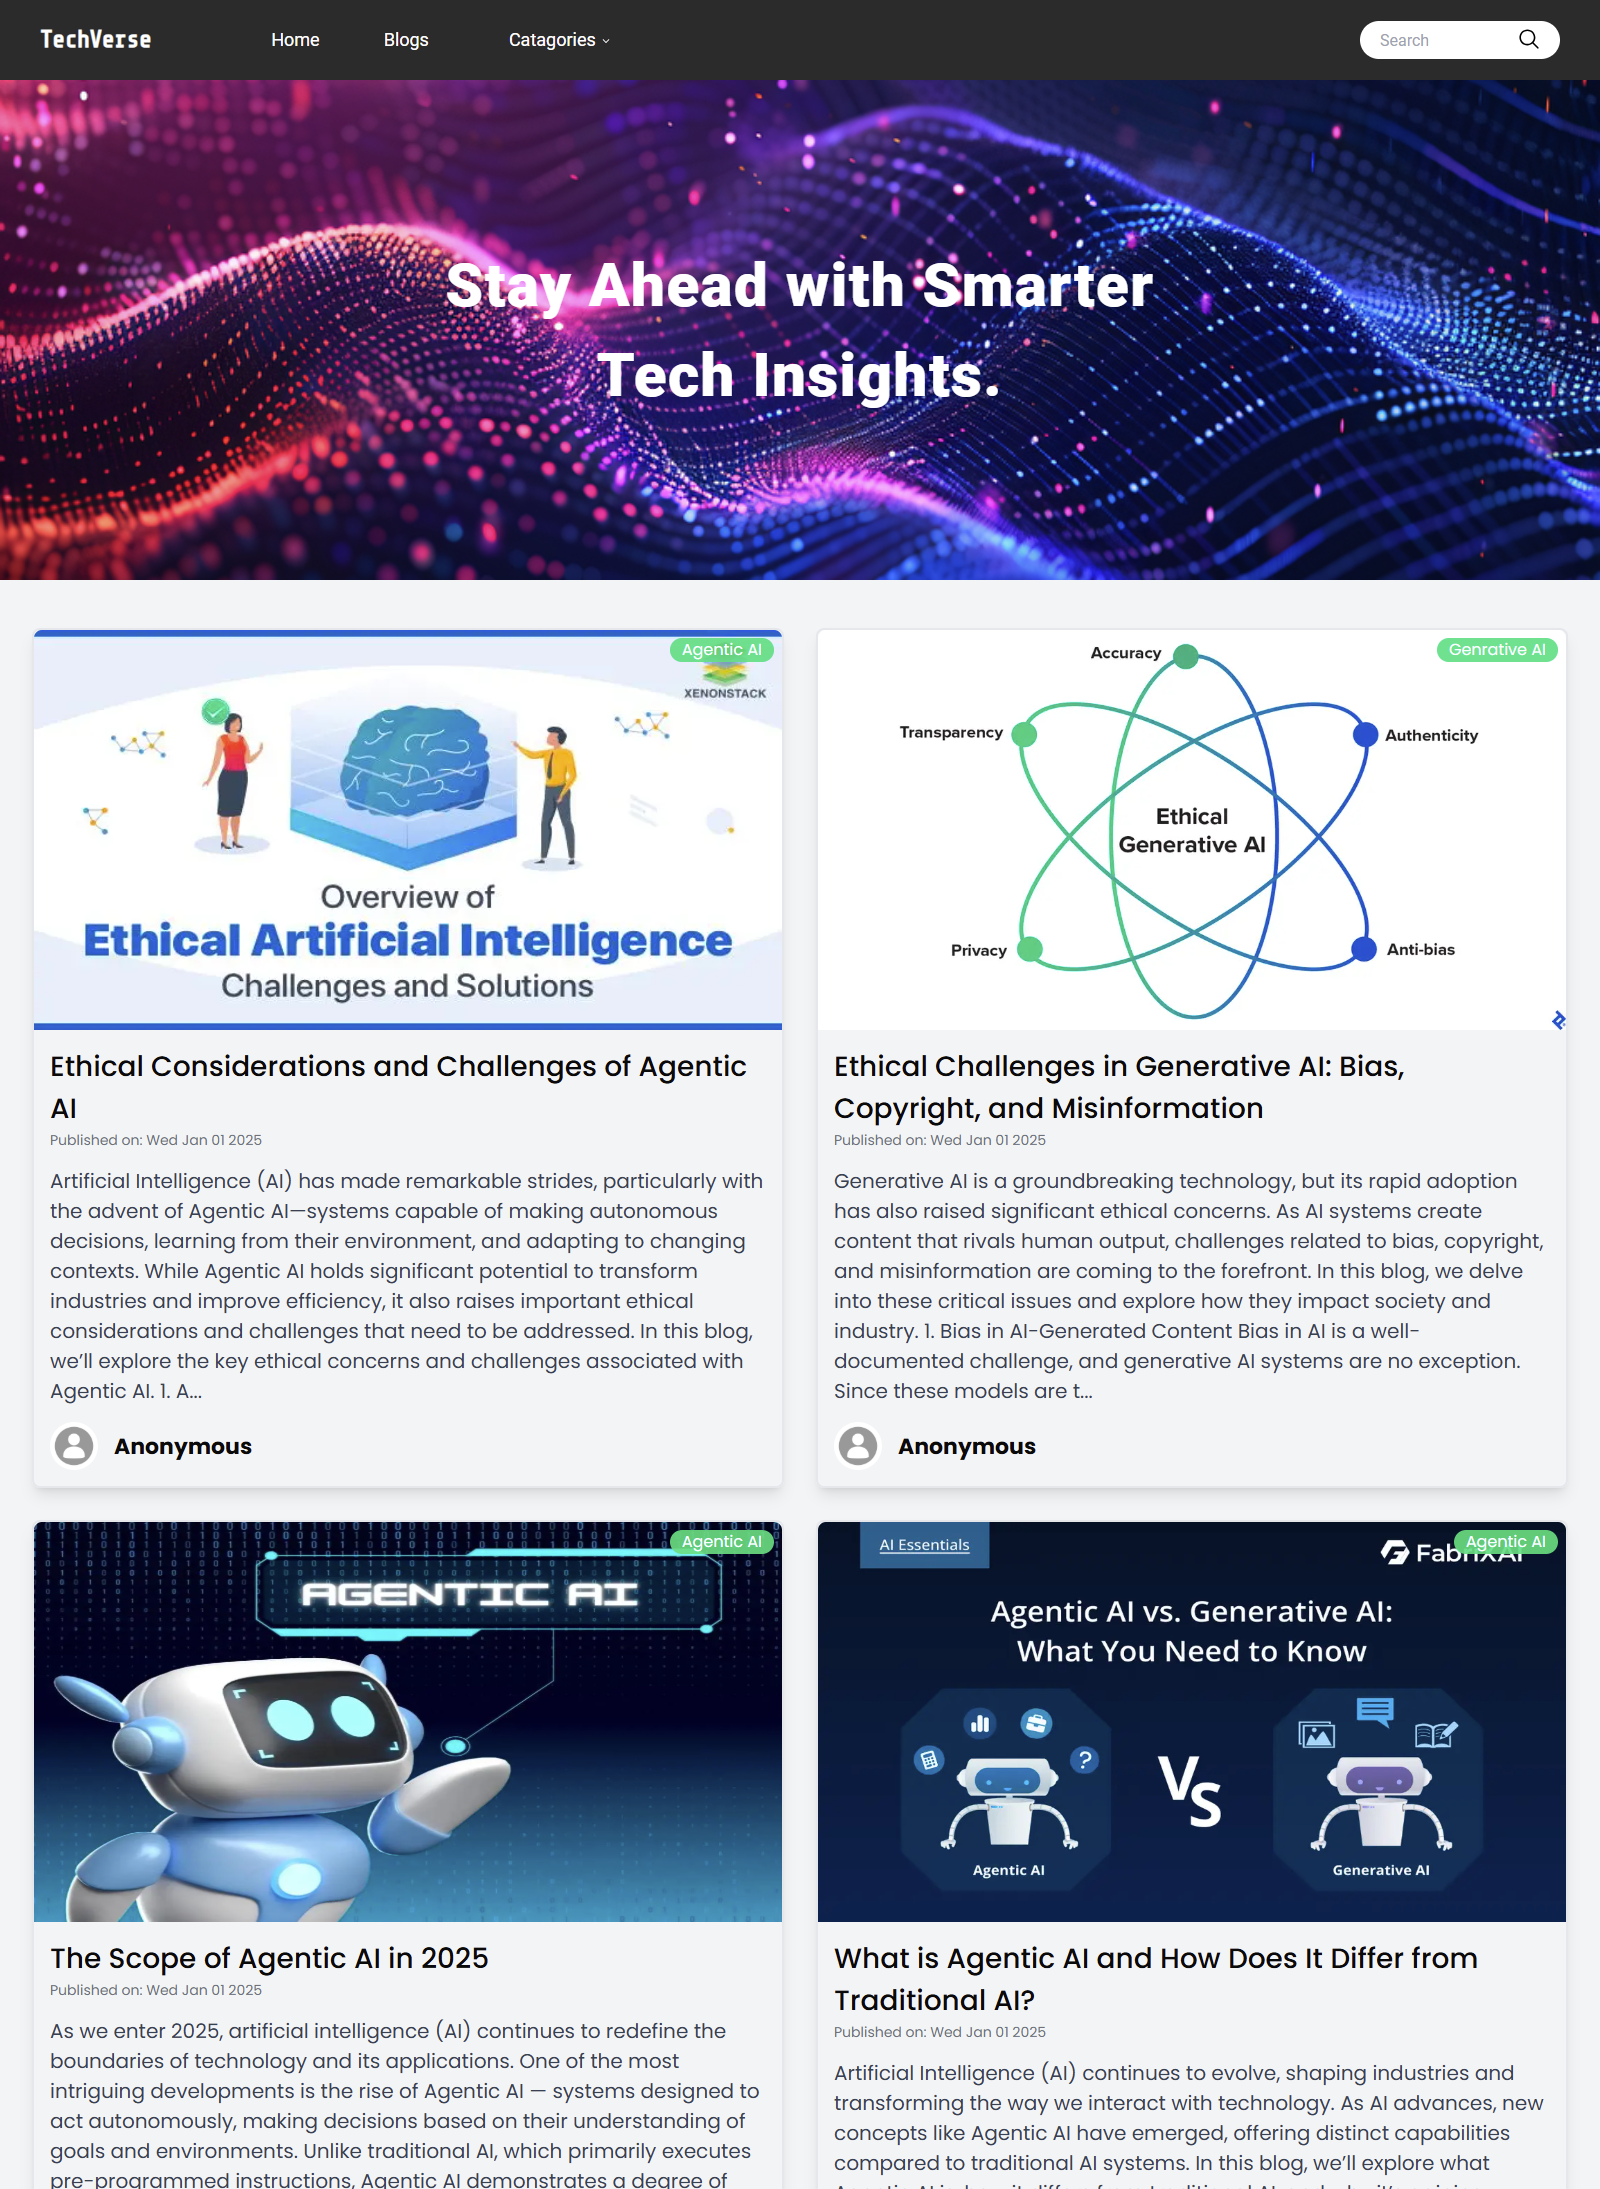 TechVerse
Home
Blogs
Catagories
Search
Stay Ahead with Smarter
Tech Insights.
Agentic AI
XENONSTACK
Overview of
Ethical Artificial Intelligence
Challenges and Solutions
Ethical Considerations and Challenges of Agentic
AI
Published on: Wed Jan 01 2025
Artificial Intelligence (AI) has made remarkable strides, particularly with
the advent of Agentic AI—systems capable of making autonomous
decisions, learning from their environment, and adapting to changing
contexts. While Agentic AI holds significant potential to transform
industries and improve efficiency, it also raises important ethical
considerations and challenges that need to be addressed. In this blog,
we’ll explore the key ethical concerns and challenges associated with
Agentic AI. 1. A...
Anonymous
Genrative AI
Accuracy
Transparency
Authenticity
Ethical
Generative AI
Privacy
Anti-bias
Ethical Challenges in Generative AI: Bias,
Copyright, and Misinformation
Published on: Wed Jan 01 2025
Generative AI is a groundbreaking technology, but its rapid adoption
has also raised significant ethical concerns. As AI systems create
content that rivals human output, challenges related to bias, copyright,
and misinformation are coming to the forefront. In this blog, we delve
into these critical issues and explore how they impact society and
industry. 1. Bias in AI-Generated Content Bias in AI is a well-
documented challenge, and generative AI systems are no exception.
Since these models are t...
Anonymous
Agentic AI
AGENTIC AI
The Scope of Agentic AI in 2025
Published on: Wed Jan 01 2025
As we enter 2025, artificial intelligence (AI) continues to redefine the
boundaries of technology and its applications. One of the most
intriguing developments is the rise of Agentic AI — systems designed to
act autonomously, making decisions based on their understanding of
goals and environments. Unlike traditional AI, which primarily executes
pre-programmed instructions, Agentic AI demonstrates a degree of
AI Essentials
Agentic AI
FabrixAI
Agentic AI vs. Generative AI:
What You Need to Know
VS
Agentic AI
Generative AI
What is Agentic AI and How Does It Differ from
Traditional AI?
Published on: Wed Jan 01 2025
Artificial Intelligence (AI) continues to evolve, shaping industries and
transforming the way we interact with technology. As AI advances, new
concepts like Agentic AI have emerged, offering distinct capabilities
compared to traditional AI systems. In this blog, we’ll explore what